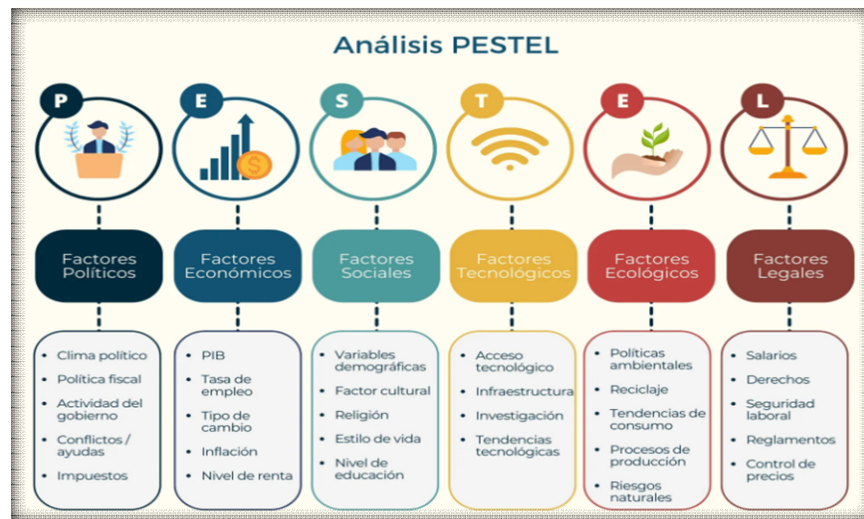 Análisis PESTEL
P
E
S
T
E
L
Factores
Políticos
Factores
Económicos
Factores
Sociales
Factores
Tecnológicos
Factores
Ecológicos
Factores
Legales
• Clima político
• Política fiscal
• Actividad del
gobierno
• Conflictos /
ayudas
• Impuestos
• PIB
• Tasa de
empleo
• Tipo de
cambio
• Inflación
• Nivel de renta
• Variables
demográficas
• Factor cultural
• Religión
• Estilo de vida
• Nivel de
educación
• Acceso
tecnológico
• Infraestructura
• Investigación
• Tendencias
tecnológicas
• Políticas
ambientales
• Reciclaje
• Tendencias de
consumo
• Procesos de
producción
• Riesgos
naturales
• Salarios
• Derechos
• Seguridad
laboral
• Reglamentos
• Control de
precios